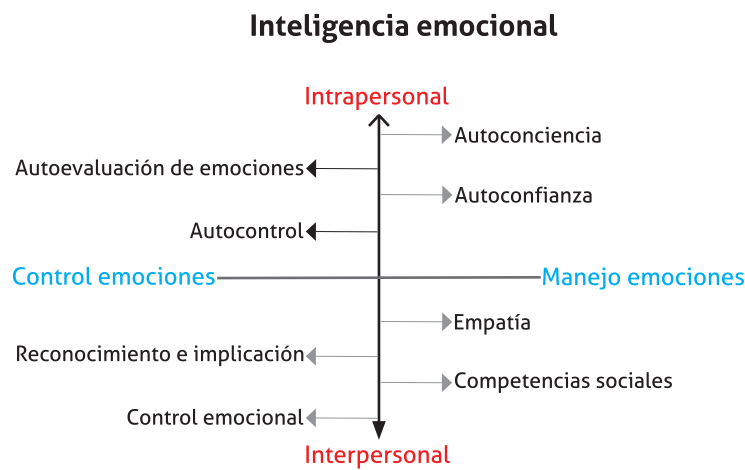 Inteligencia emocional
Intrapersonal
Autoconciencia
Autoevaluación de emociones
Autoconfianza
Autocontrol
Control emociones
Manejo emociones
Empatía
Reconocimiento e implicación
Competencias sociales
Control emocional
Interpersonal